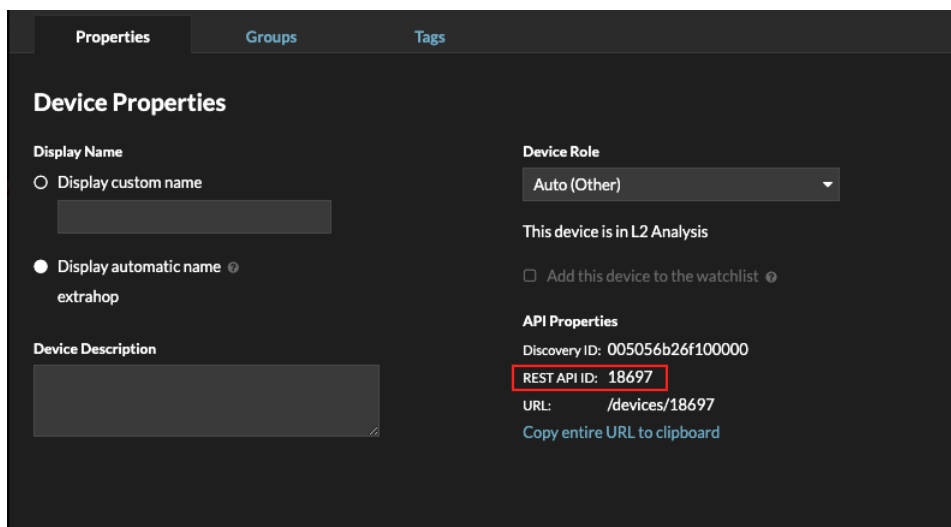 Properties
Groups
Tags
Device Properties
Display Name
Display custom name
Display automatic name
extrahop
Device Description
Device Role
Auto (Other)
This device is in L2 Analysis
Add this device to the watchlist
API Properties
Discovery ID: 005056b26f100000
REST API ID: 18697
URL: /devices/18697
Copy entire URL to clipboard